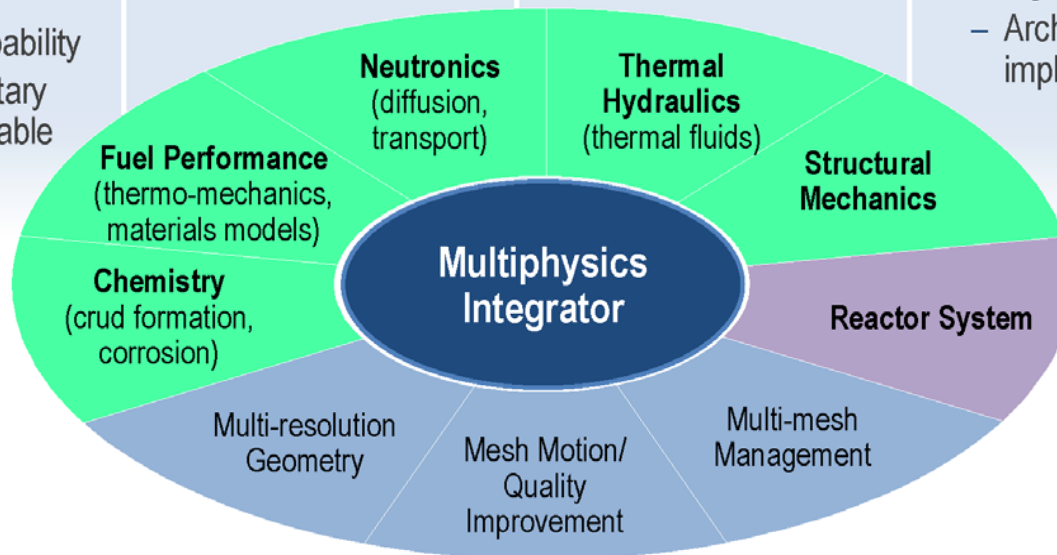 Neutronics
(diffusion,
transport)
Thermal
Hydraulics
(thermal fluids)
Fuel Performance
(thermo-mechanics,
materials models)
Structural
Mechanics
Chemistry
(crud formation,
corrosion)
Multiphysics
Integrator
Reactor System
Multi-resolution
Geometry
Mesh Motion/
Quality
Improvement
Multi-mesh
Management